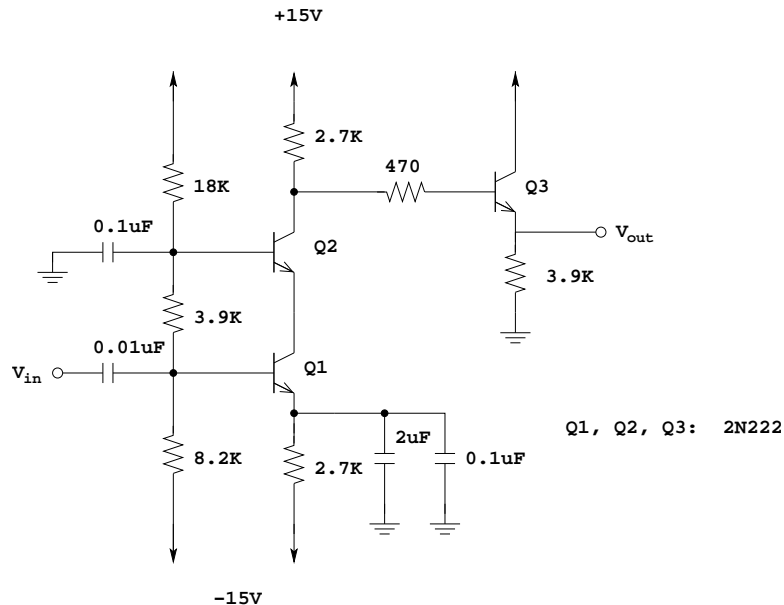 +15V
2.7K
470
18K
Q3
0.1uF
Q2
Vout
3.9K
3.9K
0.01uF
Vin
Q1
Q1, Q2, Q3: 2N222
2uF
8.2K
2.7K
0.1uF
-15V